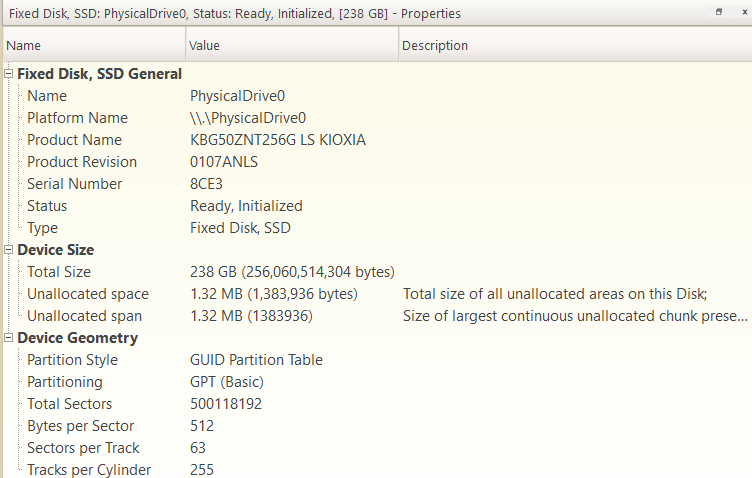 Fixed Disk, SSD: PhysicalDrive0, Status: Ready, Initialized, [238 GB] - Properties
Name Value Description
Fixed Disk, SSD General
Name PhysicalDrive0
Platform Name \\.\PhysicalDrive0
Product Name KBG50ZNT256G LS KIOXIA
Product Revision 0107ANLS
Serial Number 8CE3
Status Ready, Initialized
Type Fixed Disk, SSD
Device Size
Total Size 238 GB (256,060,514,304 bytes)
Unallocated space 1.32 MB (1,383,936 bytes) Total size of all unallocated areas on this Disk;
Unallocated span 1.32 MB (1383936) Size of largest continuous unallocated chunk prese...
Device Geometry
Partition Style GUID Partition Table
Partitioning GPT (Basic)
Total Sectors 500118192
Bytes per Sector 512
Sectors per Track 63
Tracks per Cylinder 255